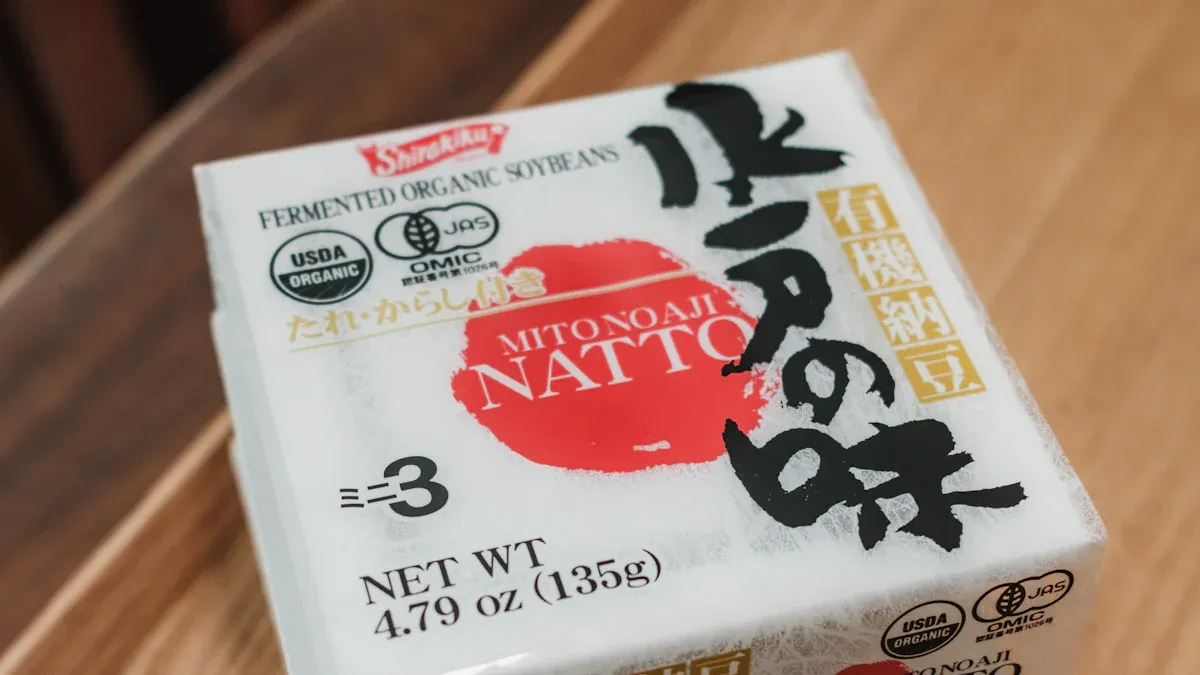 Shirakiku
FERMENTED ORGANIC SOYBEANS
USDA
ORGANIC
JAS
OMIC
認証番号第1026号
たれ・からし付き
MITO NO AJI
NATTO
水戸の味
有機納豆
ミニ3
NET WT
4.79 oz (135g)
USDA
ORGANIC
JAS
OMIC
認証番号第1026号